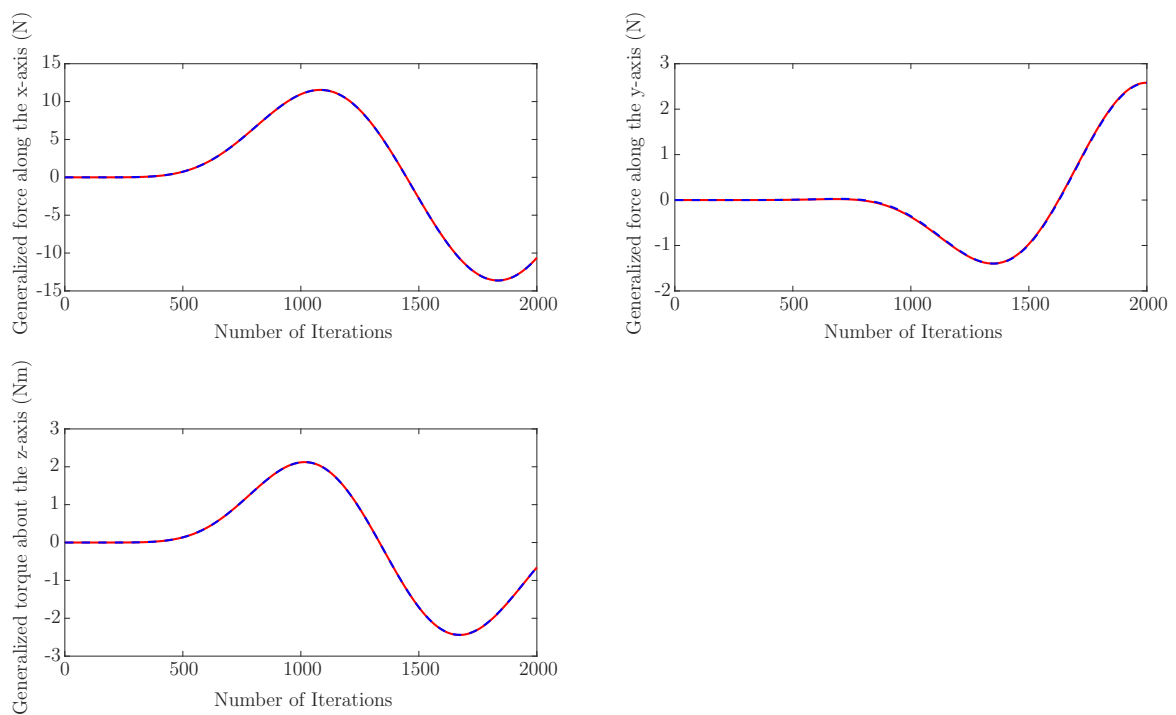 Generalized force along the x-axis (N)
15
10
5
0
-5
-10
-15
0 500 1000 1500 2000
Number of Iterations
Generalized force along the y-axis (N)
3
2
1
0
-1
-2
0 500 1000 1500 2000
Number of Iterations
Generalized torque about the z-axis (Nm)
3
2
1
0
-1
-2
-3
0 500 1000 1500 2000
Number of Iterations